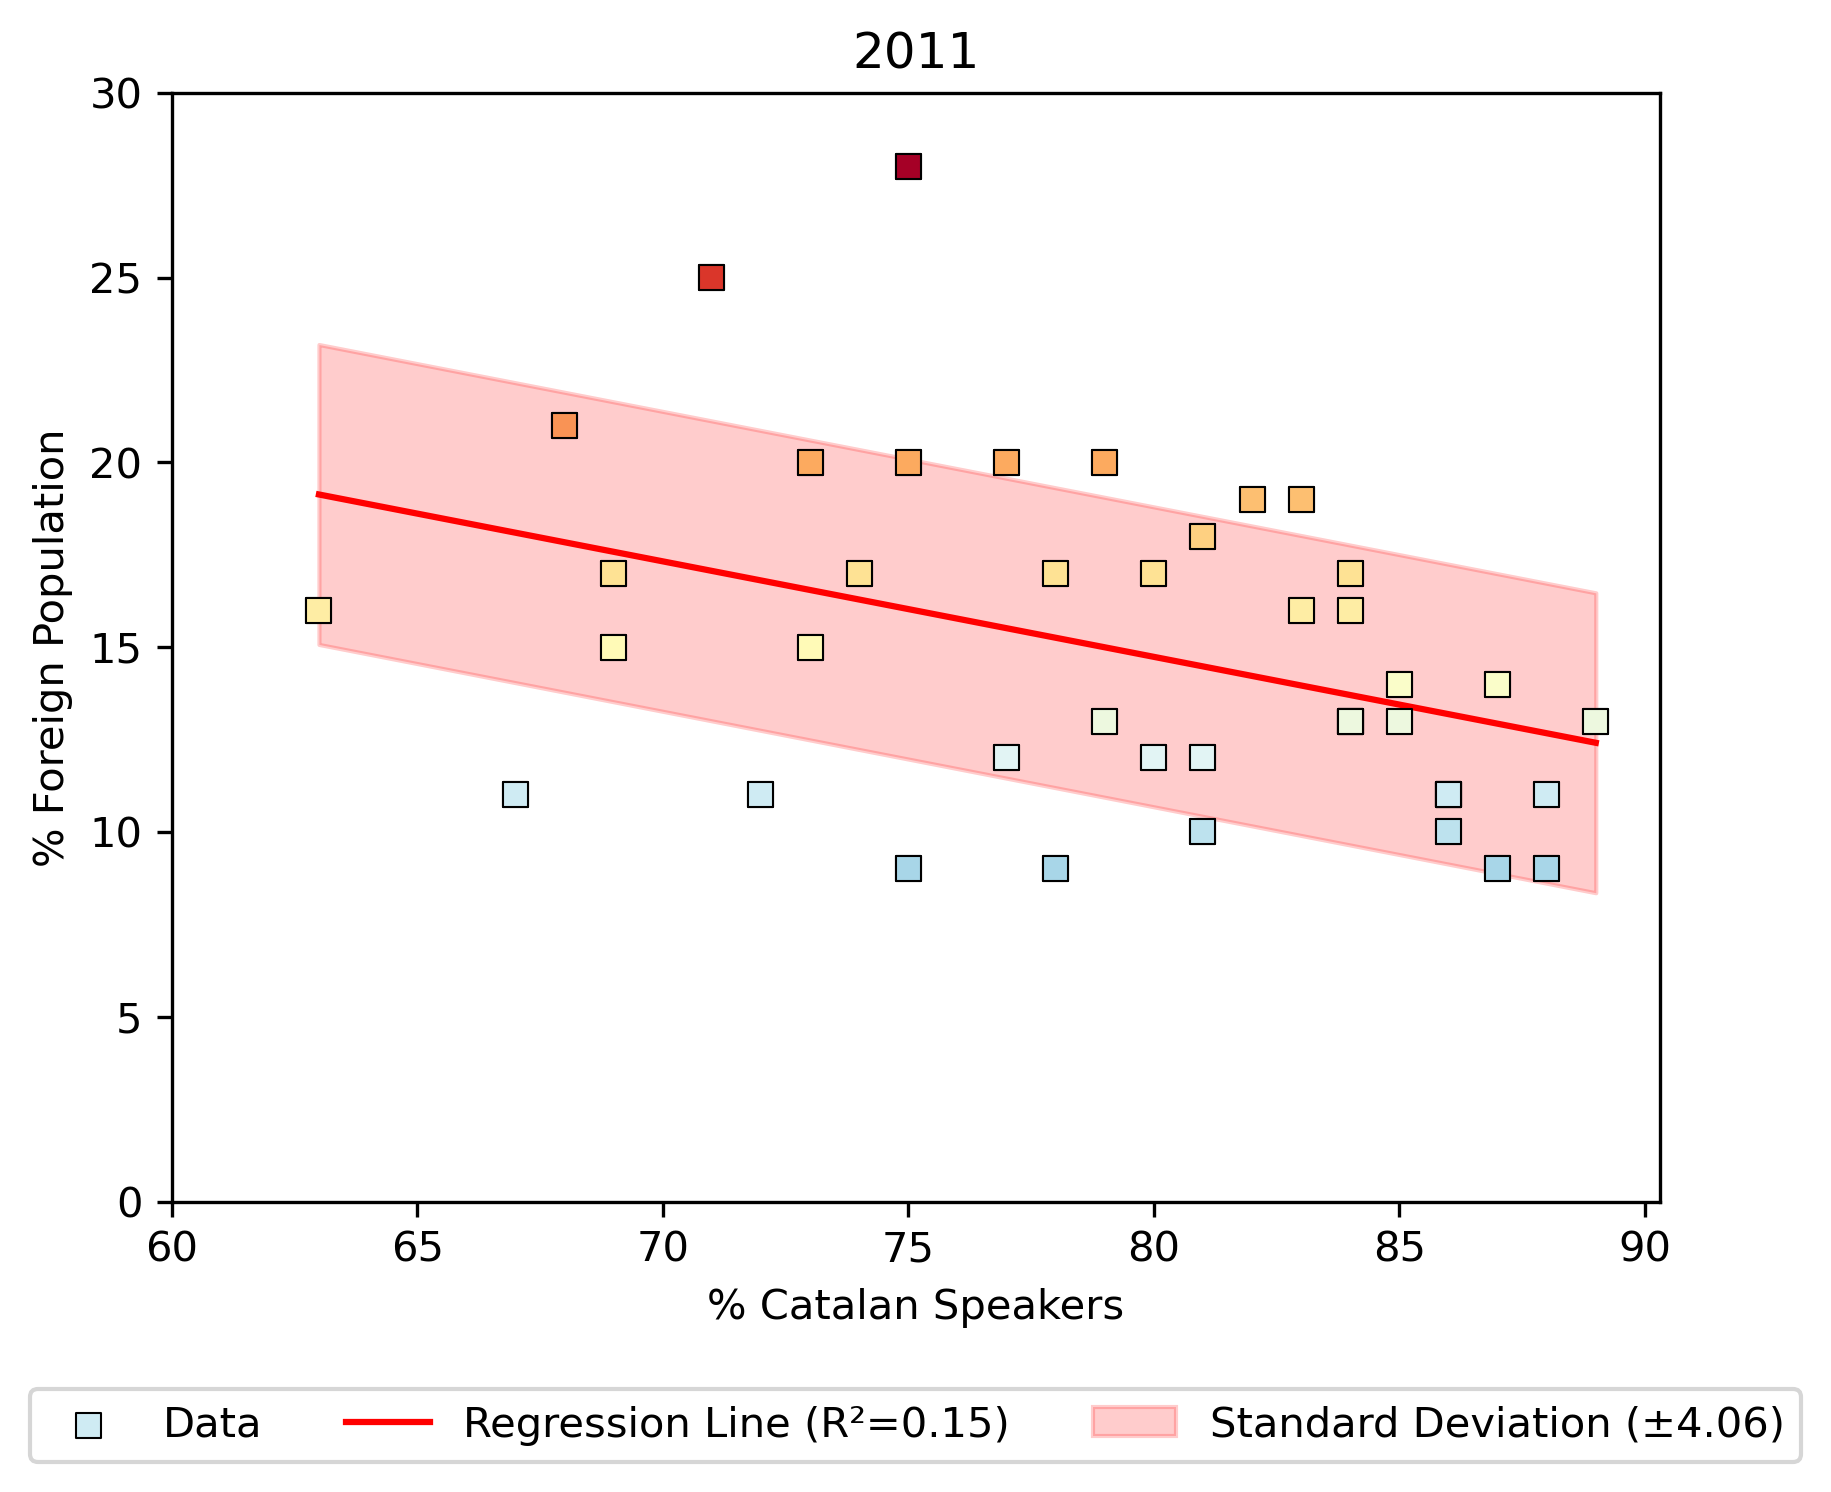 2011
30
25
20
15
10
5
0
% Foreign Population
60 65 70 75 80 85 90
% Catalan Speakers
Data Regression Line (R²=0.15) Standard Deviation (±4.06)